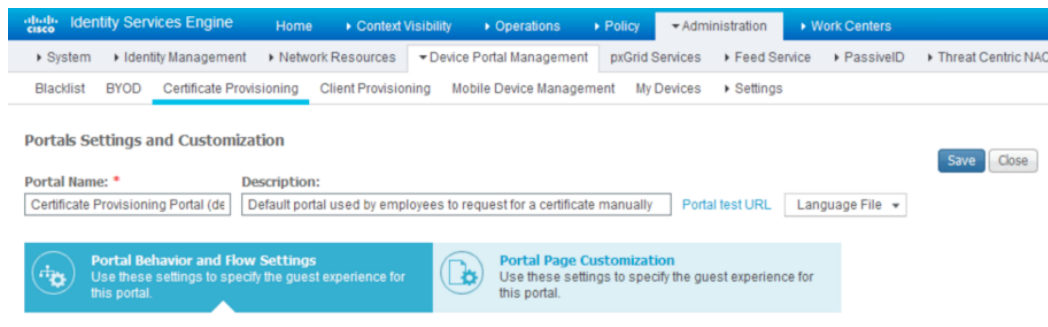 cisco Identity Services Engine Home Context Visibility Operations Policy Administration Work Centers
System Identity Management Network Resources Device Portal Management pxGrid Services Feed Service PassiveID Threat Centric NAC
Blacklist BYOD Certificate Provisioning Client Provisioning Mobile Device Management My Devices Settings
Portals Settings and Customization
Save Close
Portal Name: * Description:
Certificate Provisioning Portal (de Default portal used by employees to request for a certificate manually Portal test URL Language File
Portal Behavior and Flow Settings
Use these settings to specify the guest experience for
this portal.
Portal Page Customization
Use these settings to specify the guest experience for
this portal.